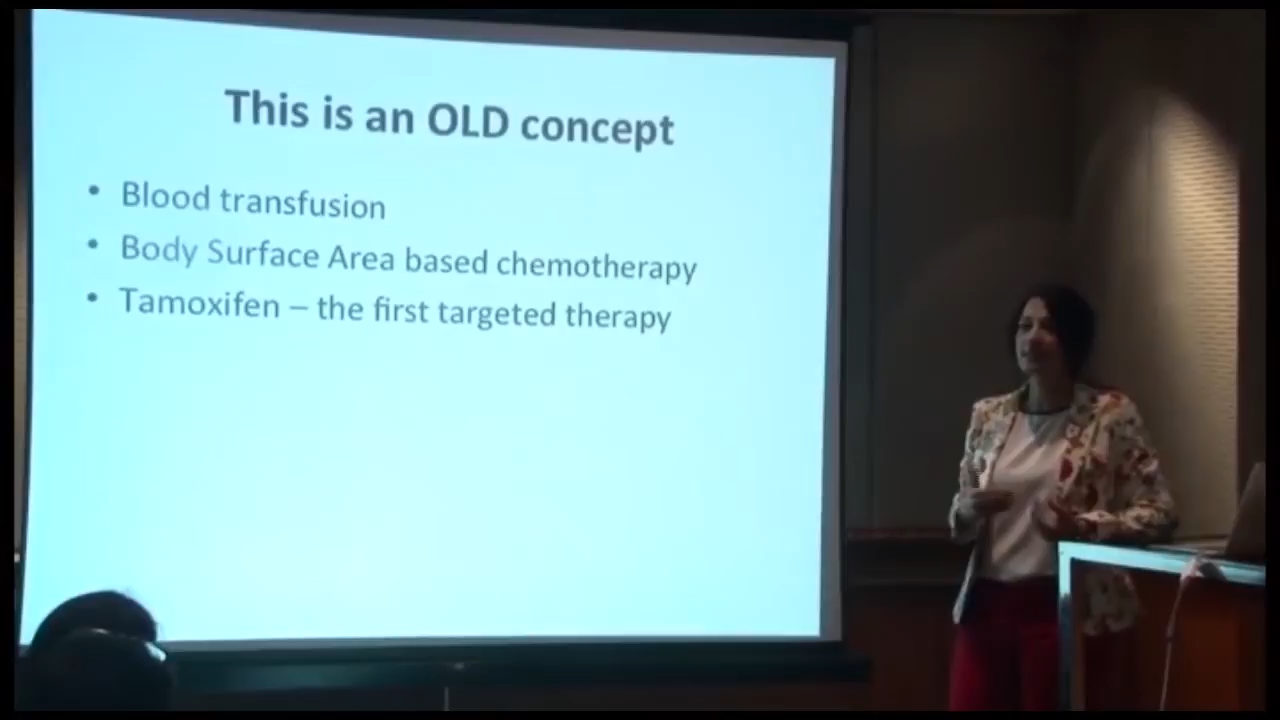 This is an OLD concept
• Blood transfusion
• Body Surface Area based chemotherapy
• Tamoxifen – the first targeted therapy